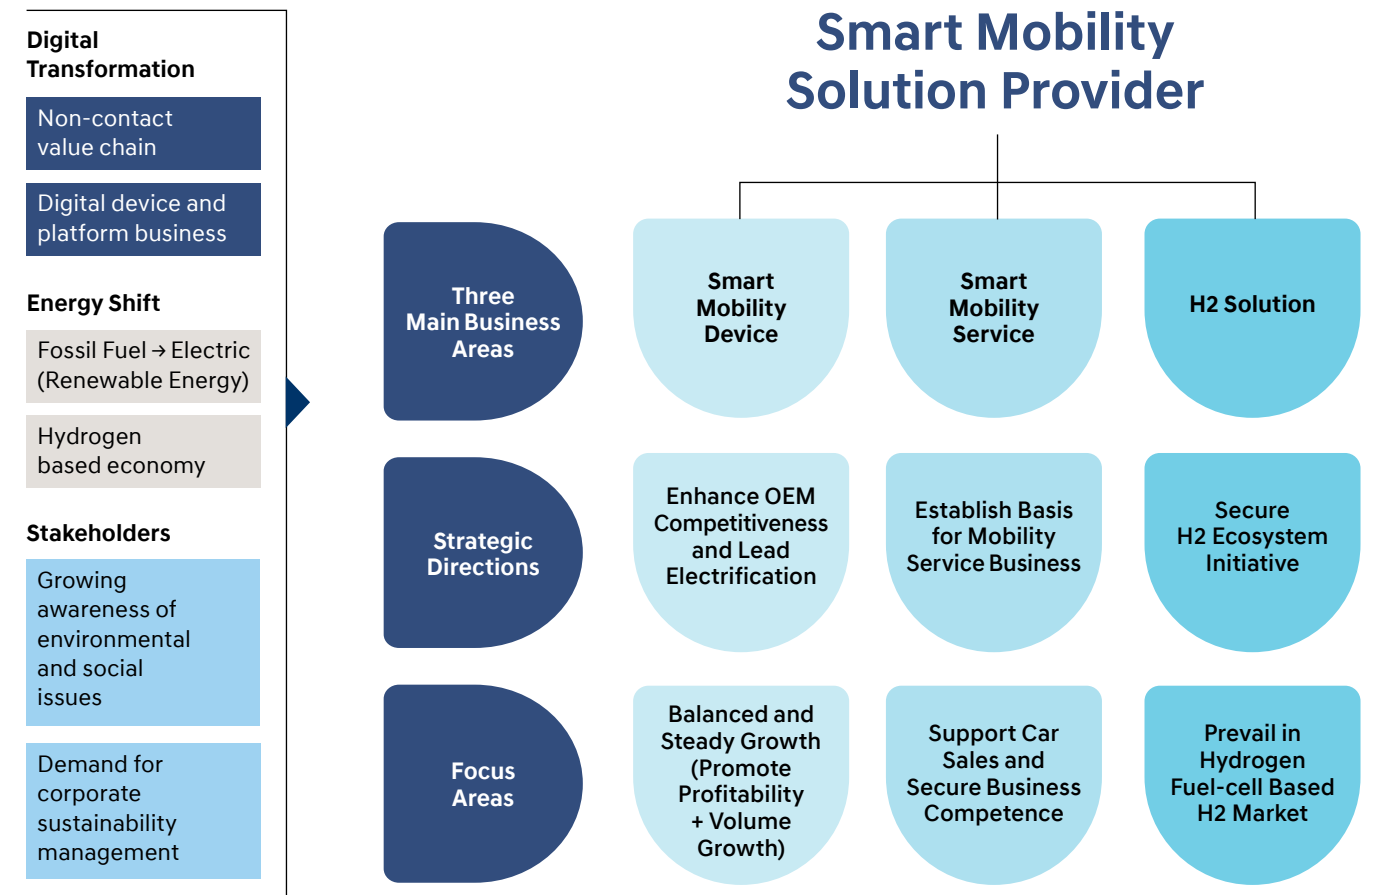 Digital
Transformation
Non-contact
value chain
Digital device and
platform business
Energy Shift
Fossil Fuel → Electric
(Renewable Energy)
Hydrogen
based economy
Stakeholders
Growing
awareness of
environmental
and social
issues
Demand for
corporate
sustainability
management
Smart Mobility
Solution Provider
Three
Main Business
Areas
Smart
Mobility
Device
Smart
Mobility
Service
H2 Solution
Strategic
Directions
Enhance OEM
Competitiveness
and Lead
Electrification
Establish Basis
for Mobility
Service Business
Secure
H2 Ecosystem
Initiative
Focus
Areas
Balanced and
Steady Growth
(Promote
Profitability
+ Volume
Growth)
Support Car
Sales and
Secure Business
Competence
Prevail in
Hydrogen
Fuel-cell Based
H2 Market